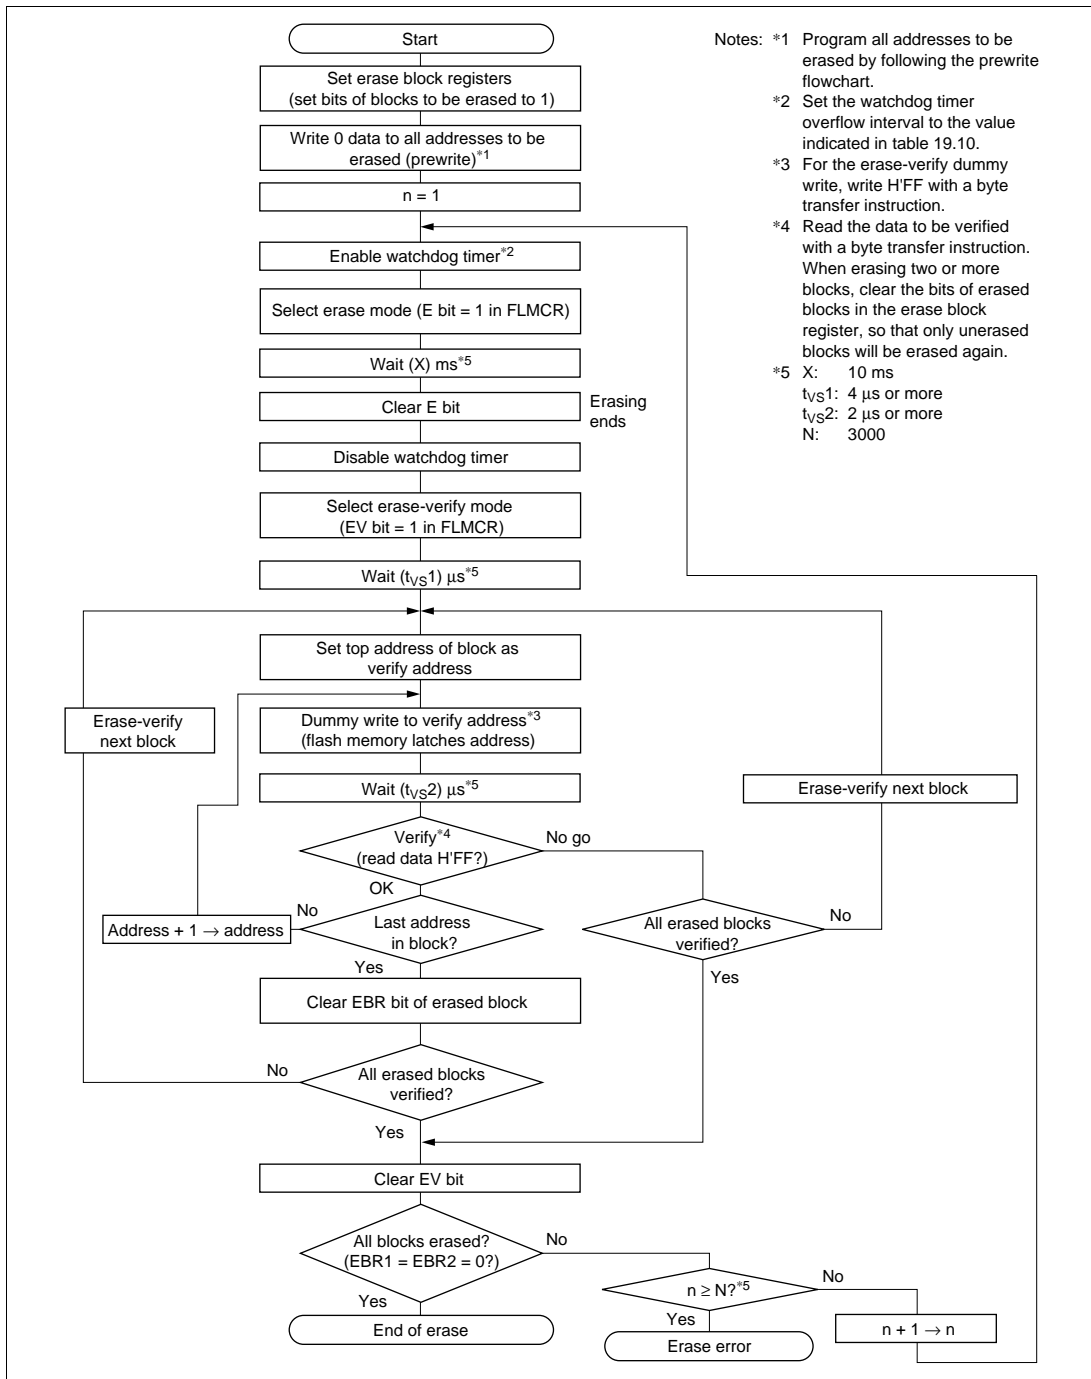 Start
Set erase block registers
(set bits of blocks to be erased to 1)
Write 0 data to all addresses to be
erased (prewrite)*1
n = 1
Enable watchdog timer*2
Select erase mode (E bit = 1 in FLMCR)
Wait (X) ms*5
Clear E bit
Erasing
ends
Disable watchdog timer
Select erase-verify mode
(EV bit = 1 in FLMCR)
Wait (tVS1) μs*5
Set top address of block as
verify address
Erase-verify
next block
Dummy write to verify address*3
(flash memory latches address)
Wait (tVS2) μs*5
Erase-verify next block
Verify*4
(read data H'FF?)
No go
OK
No
Address + 1 → address
Last address
in block?
All erased blocks
verified?
No
Yes
Yes
Clear EBR bit of erased block
No
All erased blocks
verified?
Yes
Clear EV bit
All blocks erased?
(EBR1 = EBR2 = 0?)
No
n ≥ N?*5
No
Yes
Yes
End of erase
Erase error
n + 1 → n
Notes: *1 Program all addresses to be
erased by following the prewrite
flowchart.
*2 Set the watchdog timer
overflow interval to the value
indicated in table 19.10.
*3 For the erase-verify dummy
write, write H'FF with a byte
transfer instruction.
*4 Read the data to be verified
with a byte transfer instruction.
When erasing two or more
blocks, clear the bits of erased
blocks in the erase block
register, so that only unerased
blocks will be erased again.
*5 X: 10 ms
tVS1: 4 μs or more
tVS2: 2 μs or more
N: 3000